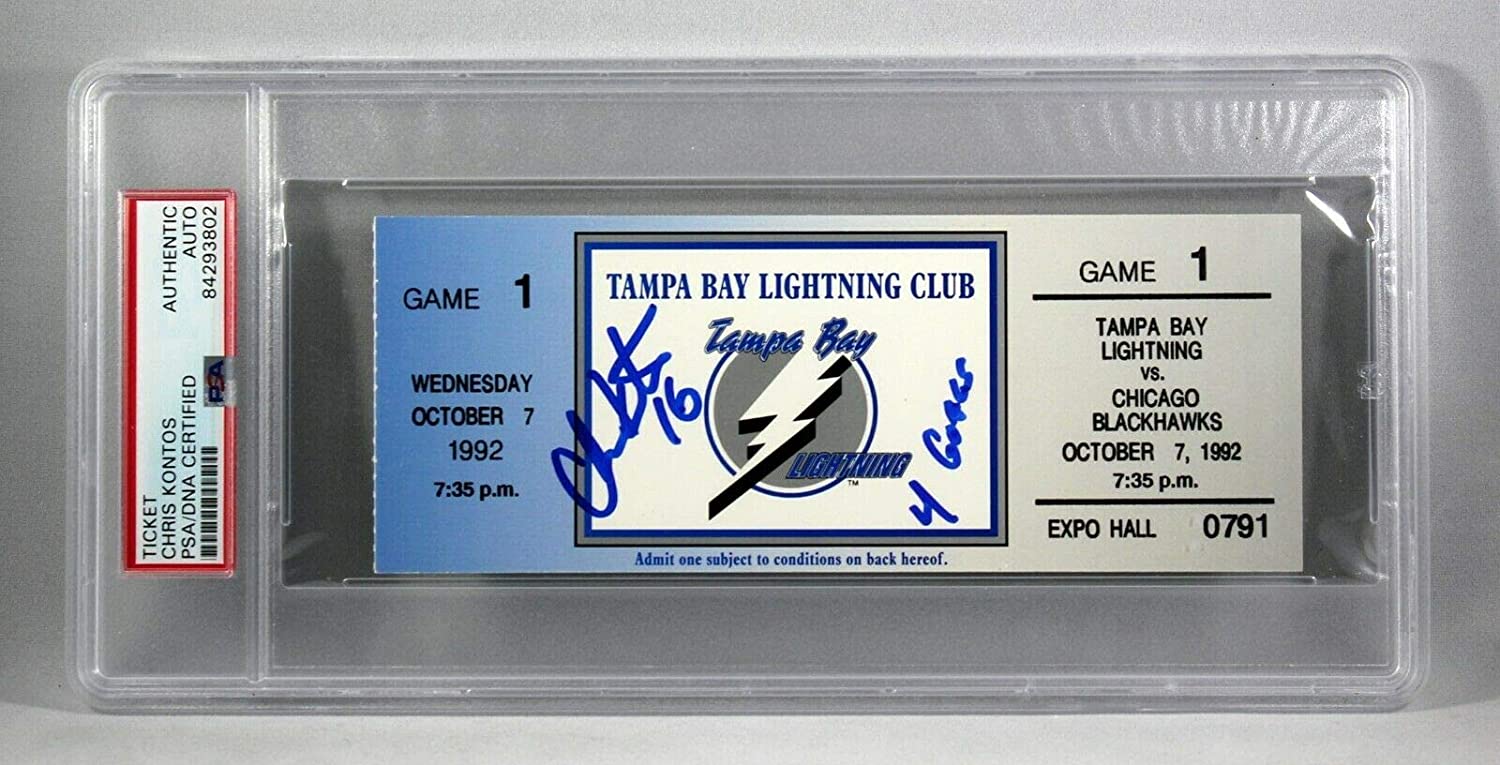 AUTHENTIC
AUTO
84293802
PSA
TICKET
CHRIS KONTOS
PSA/DNA CERTIFIED
GAME 1
WEDNESDAY
OCTOBER 7
1992
7:35 p.m.
TAMPA BAY LIGHTNING CLUB
Tampa Bay
LIGHTNING
TM
16
4 GOALS
Admit one subject to conditions on back hereof.
GAME 1
TAMPA BAY
LIGHTNING
VS.
CHICAGO
BLACKHAWKS
OCTOBER 7, 1992
7:35 p.m.
EXPO HALL 0791